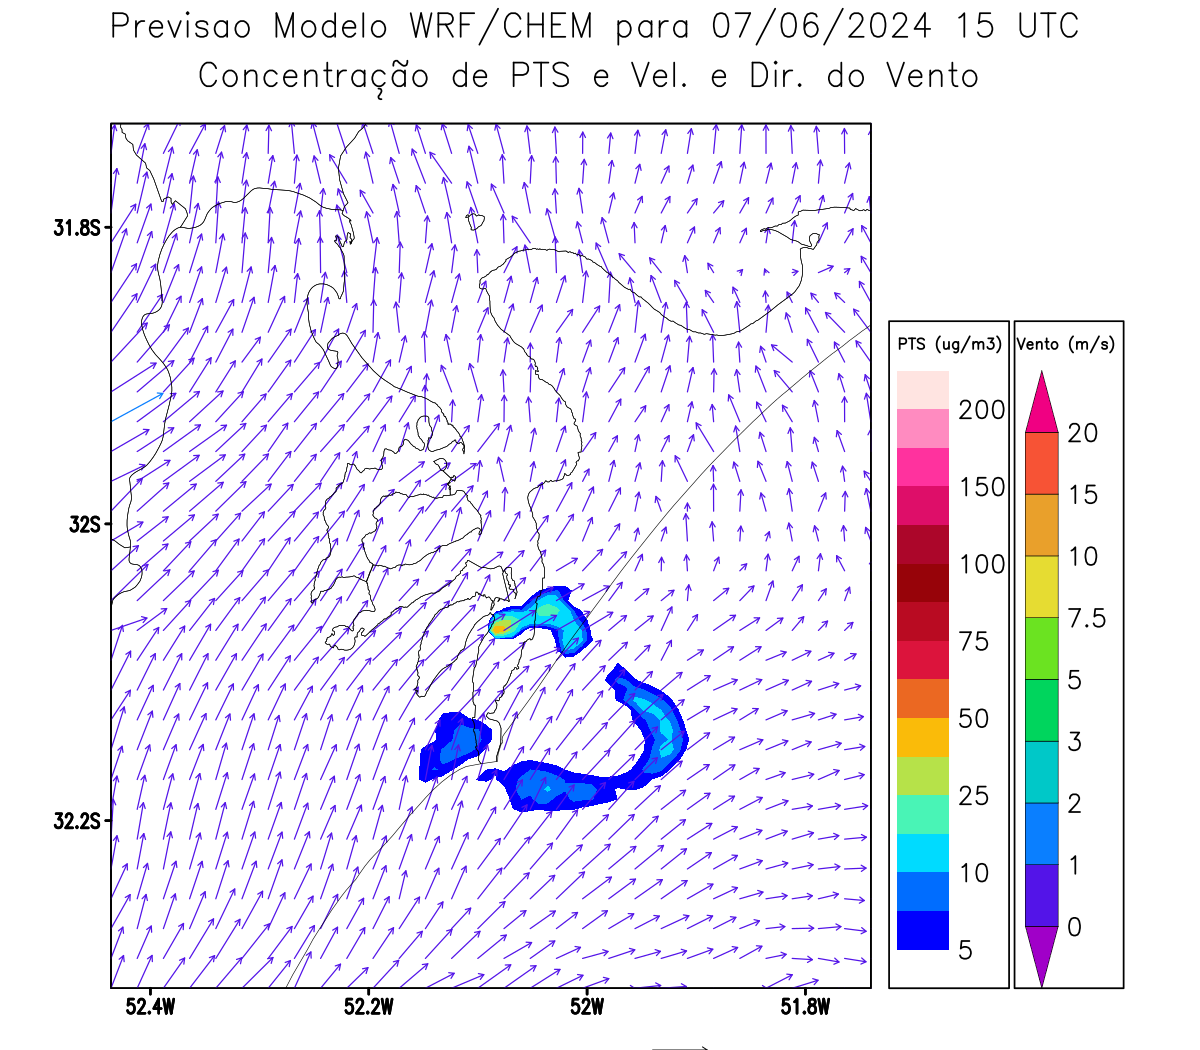 Previsao Modelo WRF/CHEM para 07/06/2024 15 UTC
Concentração de PTS e Vel. e Dir. do Vento
31.8S
32S
32.2S
52.4W
52.2W
52W
51.8W
PTS (ug/m3)
200
150
100
75
50
25
10
5
Vento (m/s)
20
15
10
7.5
5
3
2
1
0